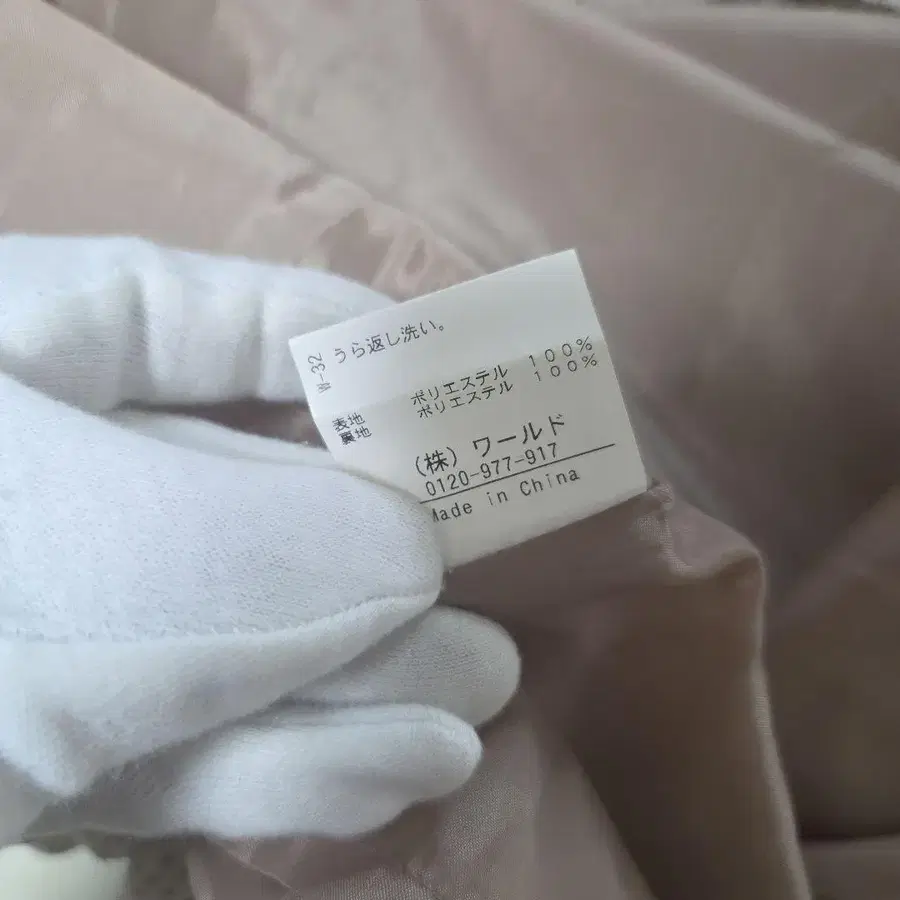 W-32
うら返し洗い。
表地 ポリエステル 100%
裏地 ポリエステル 100%
(株) ワールド
0120-977-917
Made in China